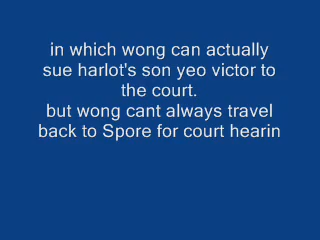 in which wong can actually
sue harlot's son yeo victor to
the court.
but wong cant always travel
back to Spore for court hearin